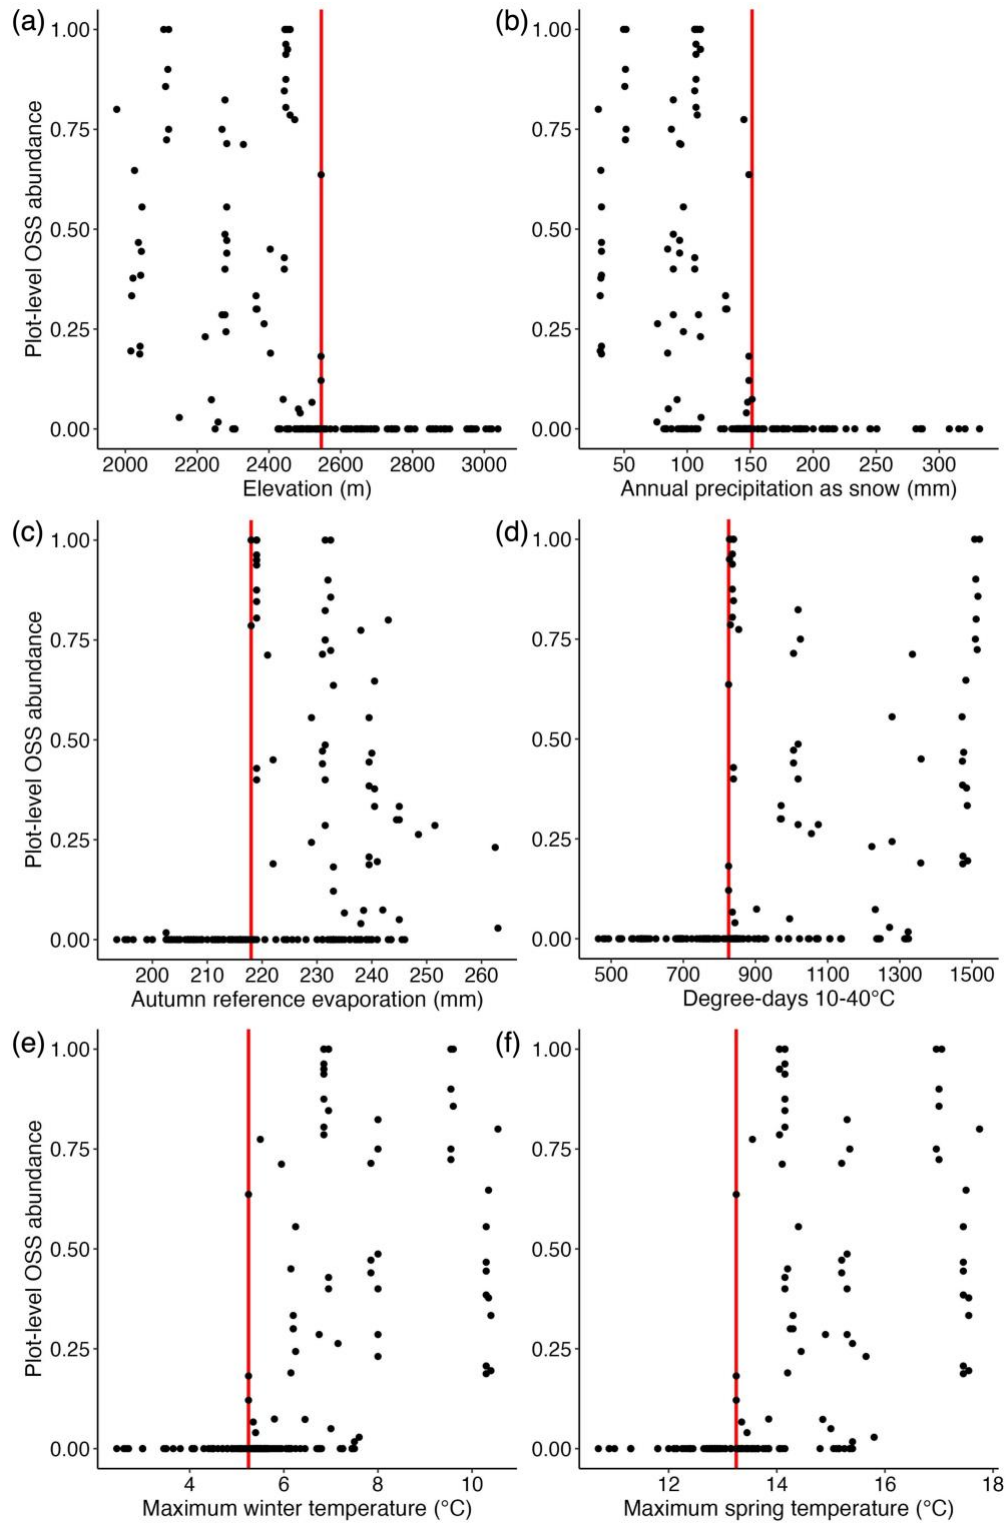 (a)
Plot-level OSS abundance
1.00
0.75
0.50
0.25
0.00
2000 2200 2400 2600 2800 3000
Elevation (m)
(b)
1.00
0.75
0.50
0.25
0.00
50 100 150 200 250 300
Annual precipitation as snow (mm)
(c)
Plot-level OSS abundance
1.00
0.75
0.50
0.25
0.00
200 210 220 230 240 250 260
Autumn reference evaporation (mm)
(d)
1.00
0.75
0.50
0.25
0.00
500 700 900 1100 1300 1500
Degree-days 10-40°C
(e)
Plot-level OSS abundance
1.00
0.75
0.50
0.25
0.00
4 6 8 10
Maximum winter temperature (°C)
(f)
1.00
0.75
0.50
0.25
0.00
12 14 16 18
Maximum spring temperature (°C)